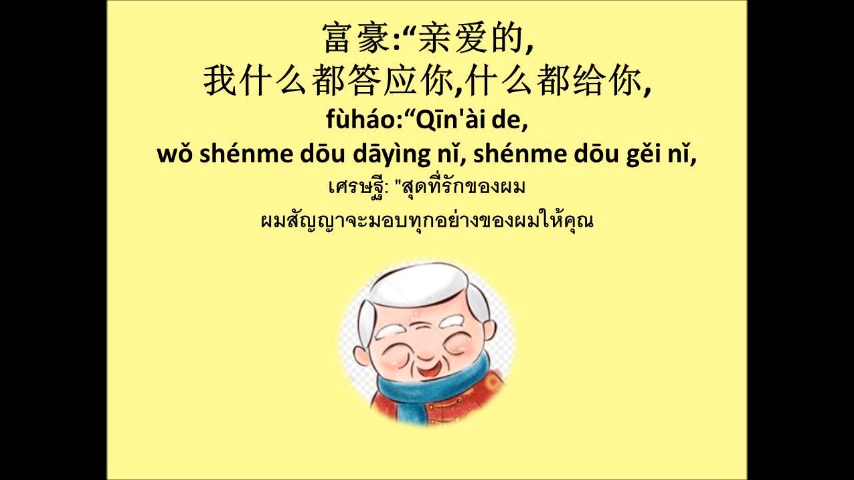 富豪:“亲爱的,
我什么都答应你,什么都给你,
fùháo:“Qīn'ài de,
wǒ shénme dōu dāyìng nǐ, shénme dōu gěi nǐ,
เศรษฐี: "สุดที่รักของผม
ผมสัญญาจะมอบทุกอย่างของผมให้คุณ